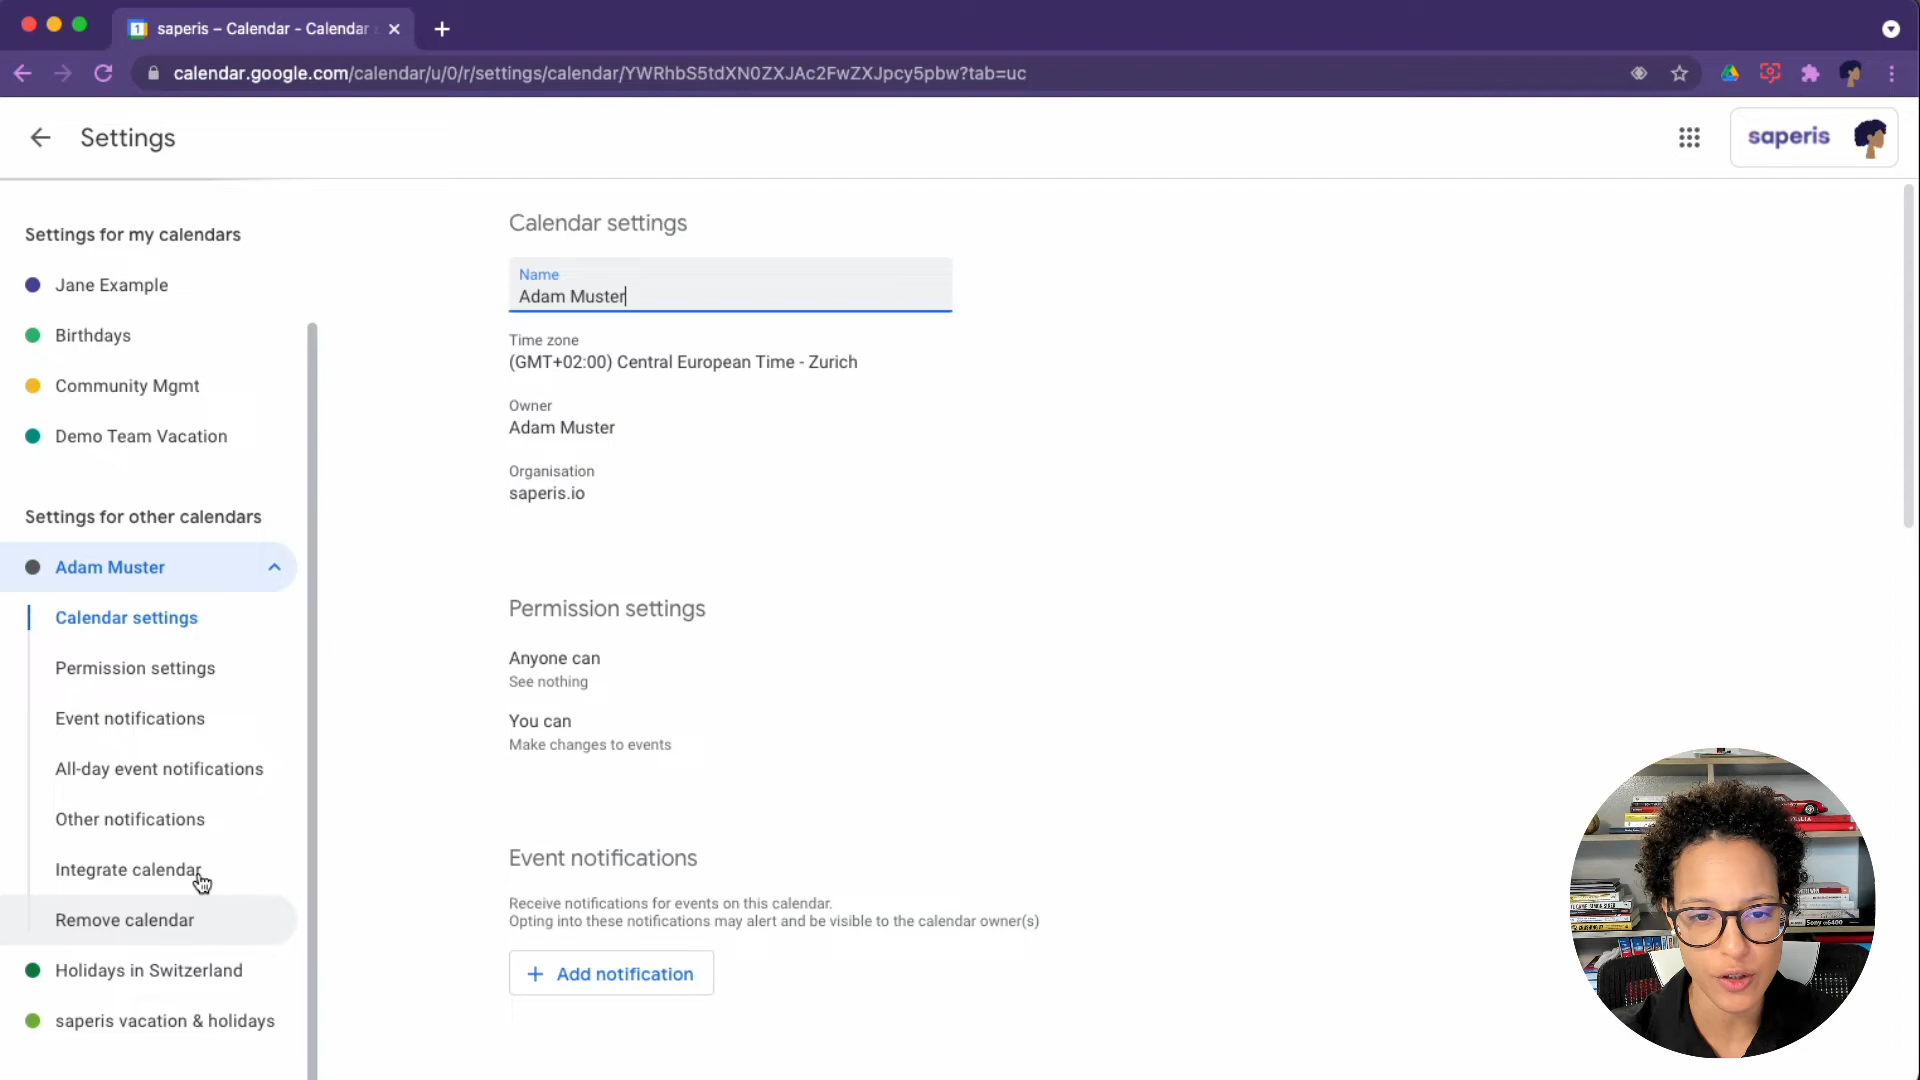 saperis – Calendar - Calendar
calendar.google.com/calendar/u/0/r/settings/calendar/YWRhbS5tdXN0ZXJAc2FwZXJpcy5pbw?tab=uc
Settings
saperis
Settings for my calendars
Jane Example
Birthdays
Community Mgmt
Demo Team Vacation
Settings for other calendars
Adam Muster
Calendar settings
Permission settings
Event notifications
All-day event notifications
Other notifications
Integrate calendar
Remove calendar
Holidays in Switzerland
saperis vacation & holidays
Calendar settings
Name
Adam Muster
Time zone
(GMT+02:00) Central European Time - Zurich
Owner
Adam Muster
Organisation
saperis.io
Permission settings
Anyone can
See nothing
You can
Make changes to events
Event notifications
Receive notifications for events on this calendar.
Opting into these notifications may alert and be visible to the calendar owner(s)
+ Add notification